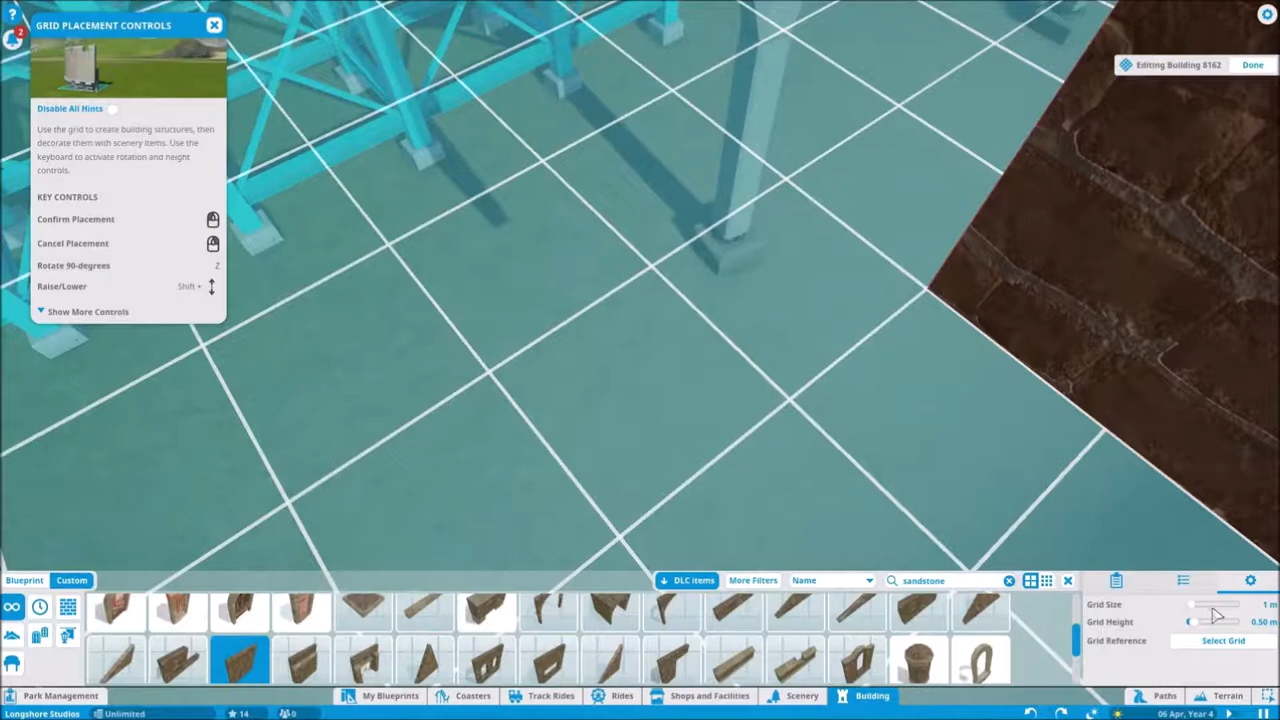 ?
2
GRID PLACEMENT CONTROLS
Disable All Hints
Use the grid to create building structures, then
decorate them with scenery items. Use the
keyboard to activate rotation and height
controls.
KEY CONTROLS
Confirm Placement
Cancel Placement
Rotate 90-degrees Z
Raise/Lower Shift +
Show More Controls
Editing Building 8162 Done
Blueprint Custom DLC items More Filters Name sandstone
Grid Size 1 m
Grid Height 0.50 m
Grid Reference Select Grid
Park Management My Blueprints Coasters Track Rides Rides Shops and Facilities Scenery Building Paths Terrain
Longshore Studios Unlimited 14 0 06 Apr, Year 4